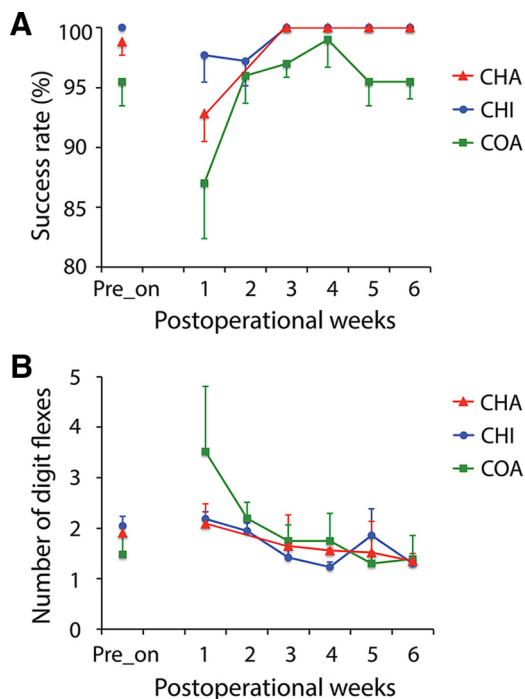 A
Success rate (%)
100
95
90
85
80
Pre_on 1 2 3 4 5 6
Postoperational weeks
CHA
CHI
COA
B
Number of digit flexes
5
4
3
2
1
0
Pre_on 1 2 3 4 5 6
Postoperational weeks
CHA
CHI
COA